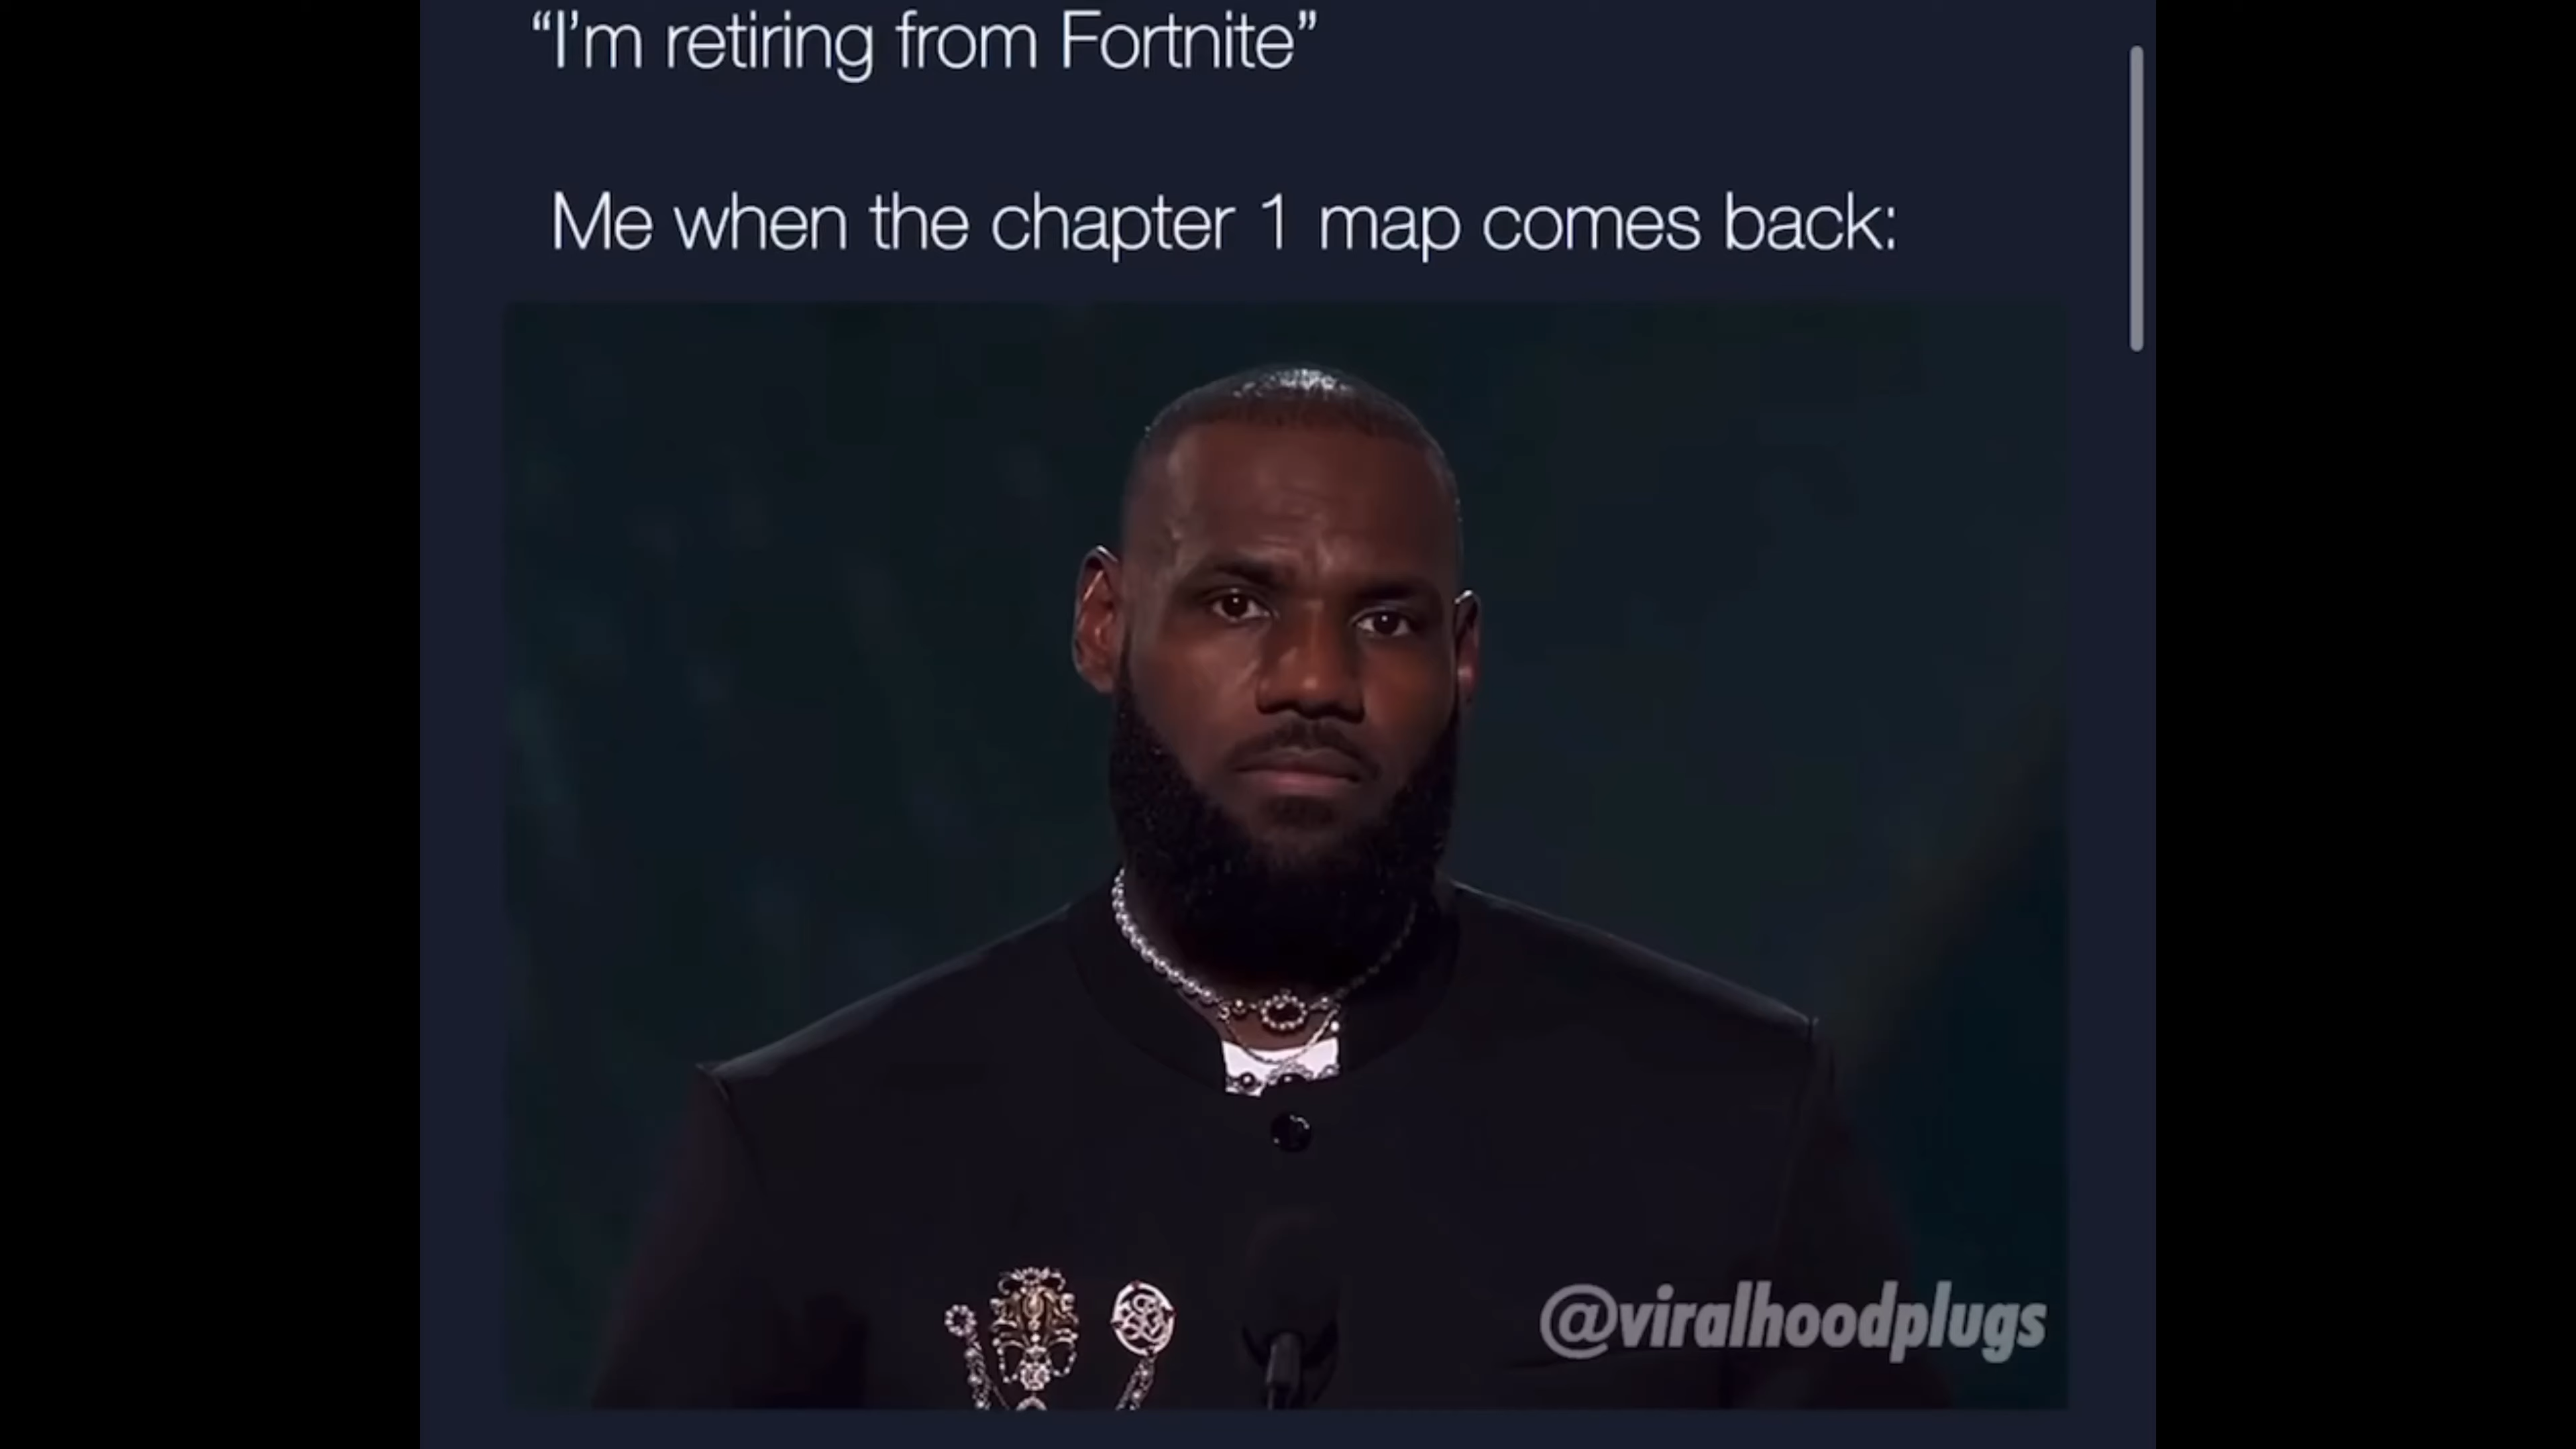 “I’m retiring from Fortnite”
Me when the chapter 1 map comes back:
@viralhoodplugs